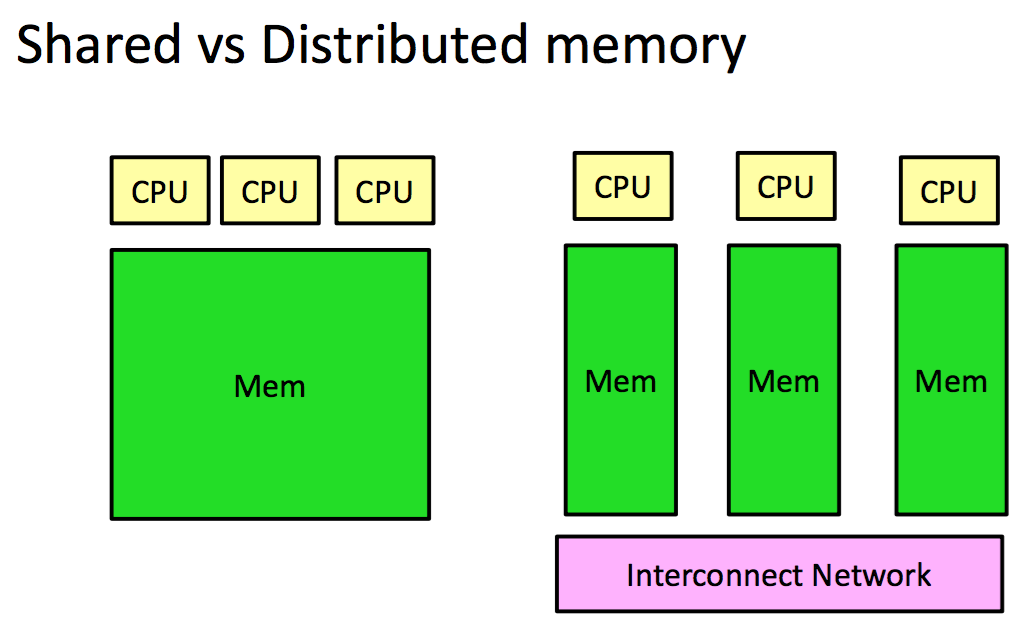 Shared vs Distributed memory
CPU CPU CPU
Mem
CPU CPU CPU
Mem Mem Mem
Interconnect Network